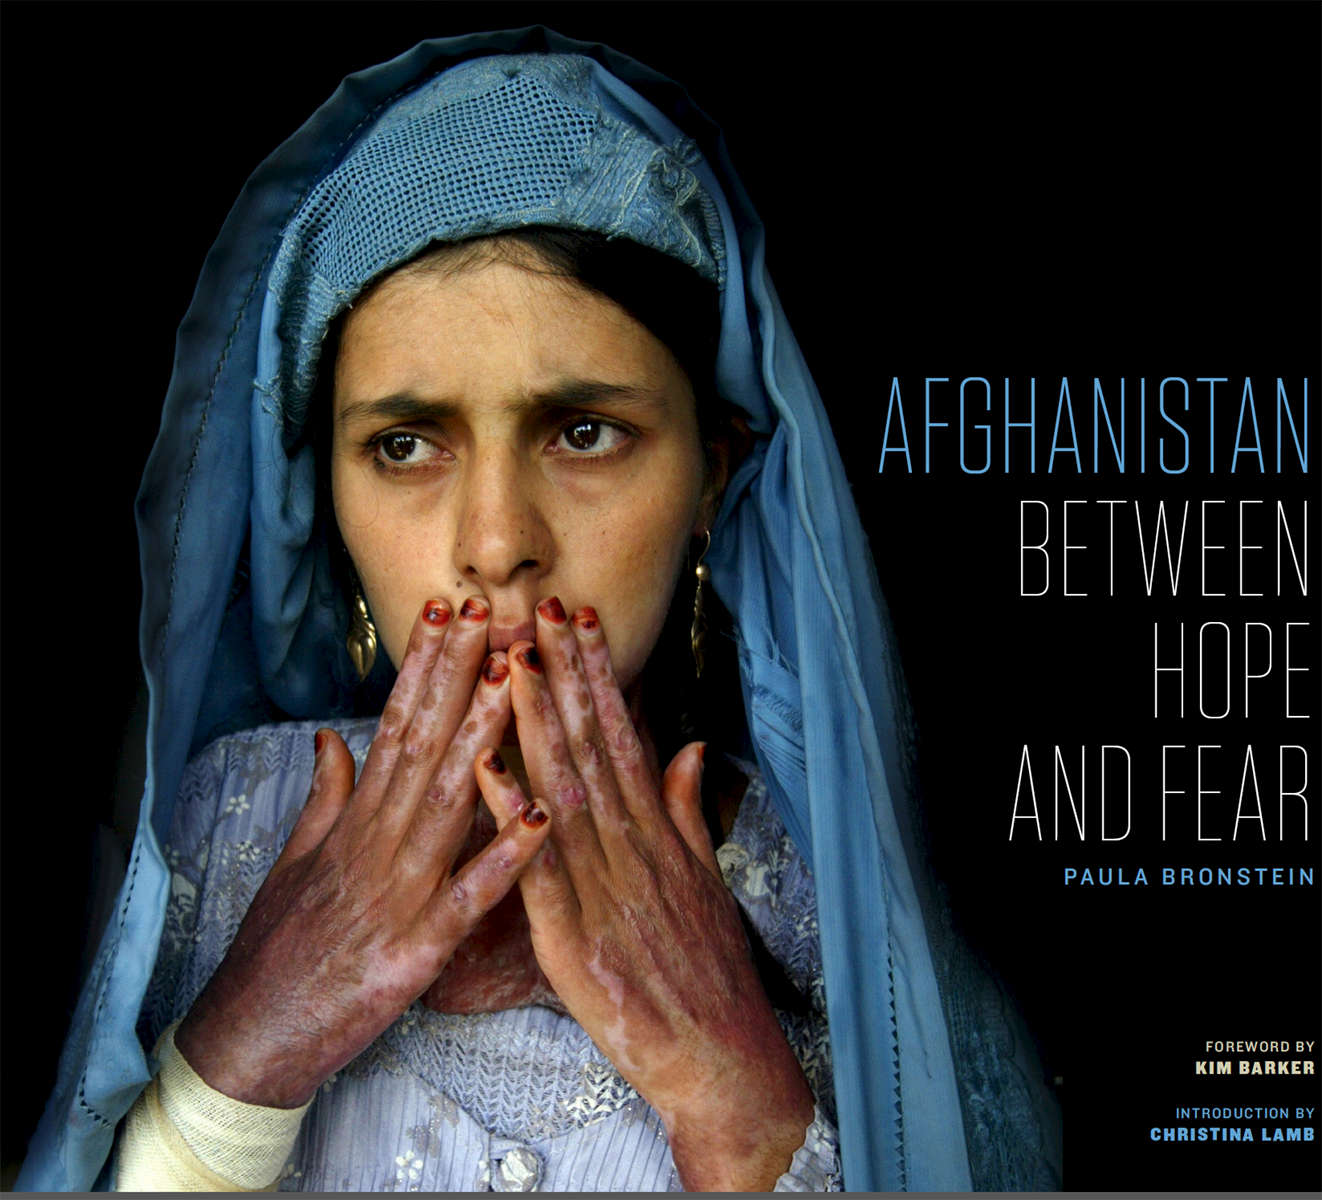 AFGHANISTAN
BETWEEN
HOPE
AND FEAR
PAULA BRONSTEIN
FOREWORD BY
KIM BARKER
INTRODUCTION BY
CHRISTINA LAMB